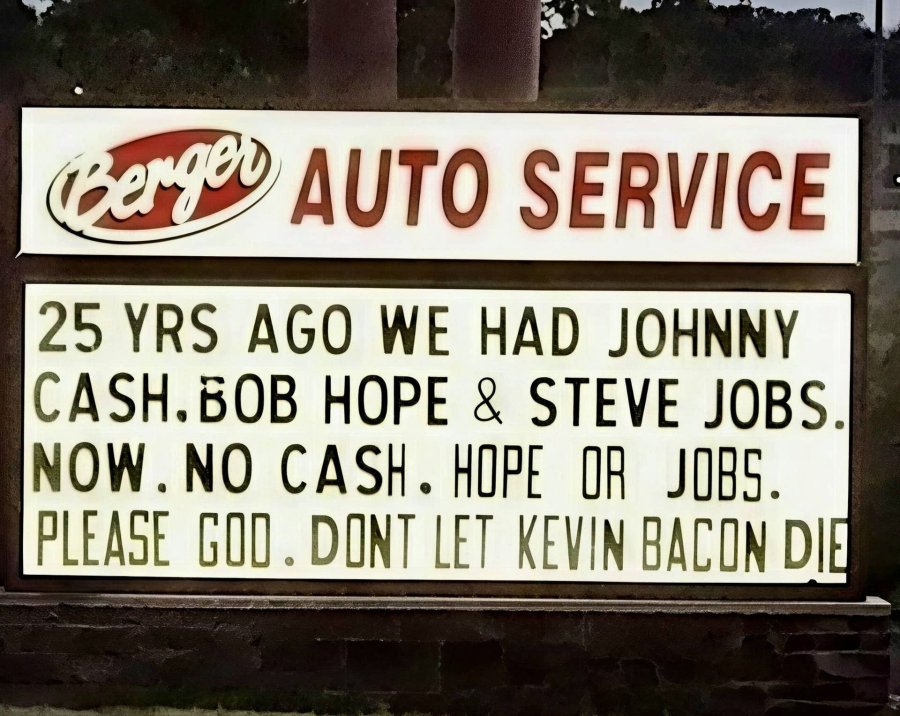 Berger AUTO SERVICE
25 YRS AGO WE HAD JOHNNY
CASH.BOB HOPE & STEVE JOBS.
NOW. NO CASH. HOPE OR JOBS.
PLEASE GOD. DONT LET KEVIN BACON DIE